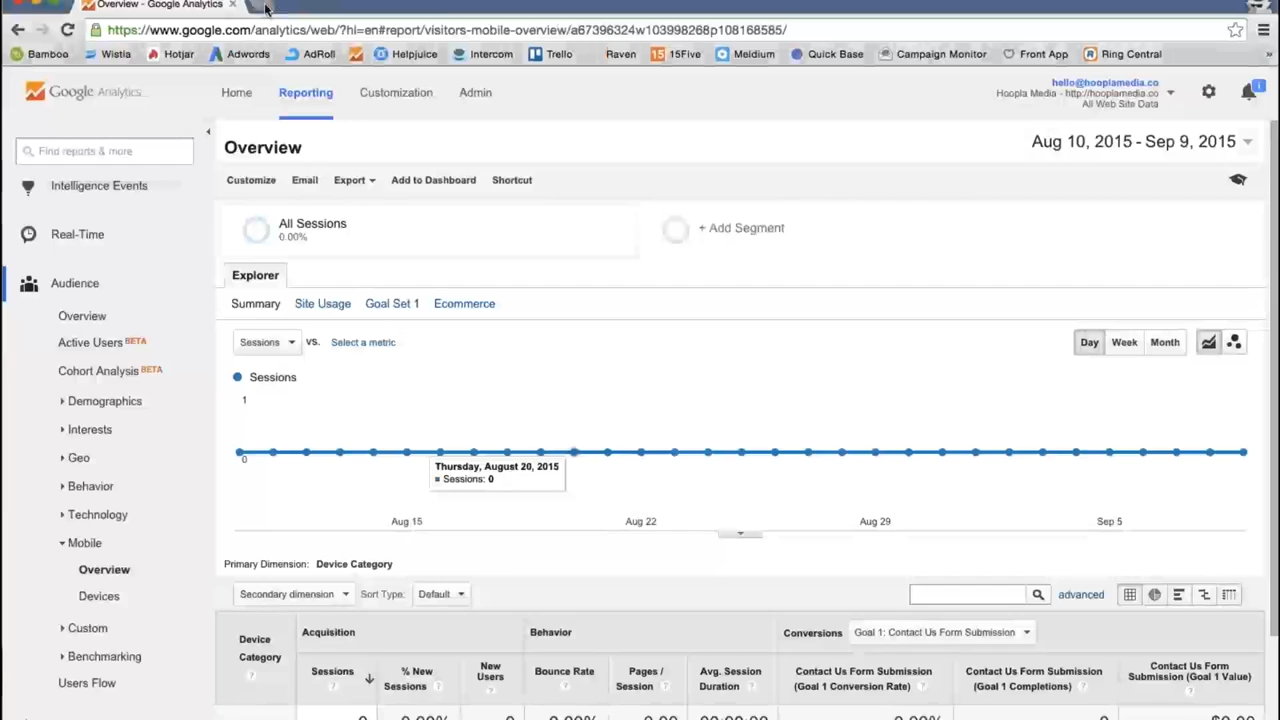 Overview - Google Analytics
https://www.google.com/analytics/web/?hl=en#report/visitors-mobile-overview/a67396324w103998268p108168585/
Bamboo Wistia Hotjar Adwords AdRoll Helpjuice Intercom Trello Raven 15Five Meldium Quick Base Campaign Monitor Front App Ring Central »
Google Analytics
Home Reporting Customization Admin
hello@hooplamedia.co
Hoopla Media - http://hooplamedia.co
All Web Site Data
1
Find reports & more
Intelligence Events
Real-Time
Audience
Overview
Active Users BETA
Cohort Analysis BETA
Demographics
Interests
Geo
Behavior
Technology
Mobile
Overview
Devices
Custom
Benchmarking
Users Flow
Overview
Aug 10, 2015 - Sep 9, 2015
Customize Email Export Add to Dashboard Shortcut
All Sessions
0.00%
+ Add Segment
Explorer
Summary Site Usage Goal Set 1 Ecommerce
Sessions VS. Select a metric
Day Week Month
Sessions
1
0
Thursday, August 20, 2015
Sessions: 0
Aug 15 Aug 22 Aug 29 Sep 5
Primary Dimension: Device Category
Secondary dimension Sort Type: Default advanced
Device Category
Acquisition Behavior Conversions Goal 1: Contact Us Form Submission
Sessions ? % New Sessions ? New Users ? Bounce Rate ? Pages / Session ? Avg. Session Duration ? Contact Us Form Submission (Goal 1 Conversion Rate) ? Contact Us Form Submission (Goal 1 Completions) ? Contact Us Form Submission (Goal 1 Value) ?